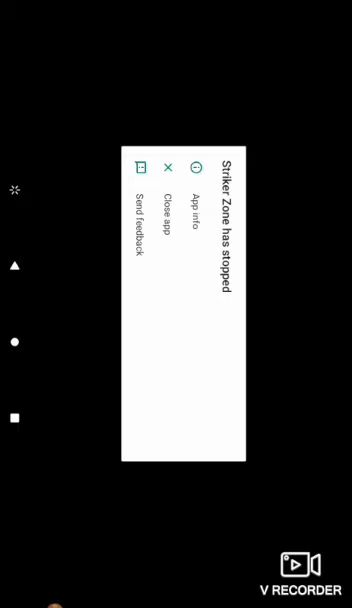 Striker Zone has stopped
App info
Close app
Send feedback
V RECORDER